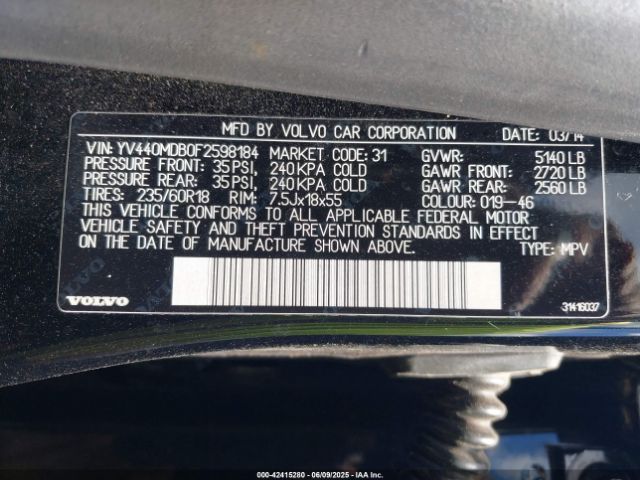 MFD BY VOLVO CAR CORPORATION DATE: 03/14
VIN: YV440MDB0F2598184 MARKET CODE: 31 GVWR: 5140 LB
PRESSURE FRONT: 35 PSI, 240 KPA COLD GAWR FRONT: 2720 LB
PRESSURE REAR: 35 PSI, 240 KPA COLD GAWR REAR: 2560 LB
TIRES: 235/60R18 RIM: 7.5Jx18x55 COLOUR: 019-46
THIS VEHICLE CONFORMS TO ALL APPLICABLE FEDERAL MOTOR
VEHICLE SAFETY AND THEFT PREVENTION STANDARDS IN EFFECT
ON THE DATE OF MANUFACTURE SHOWN ABOVE. TYPE: MPV
VOLVO 31416037
000-42415280 - 06/09/2025 - IAA Inc.